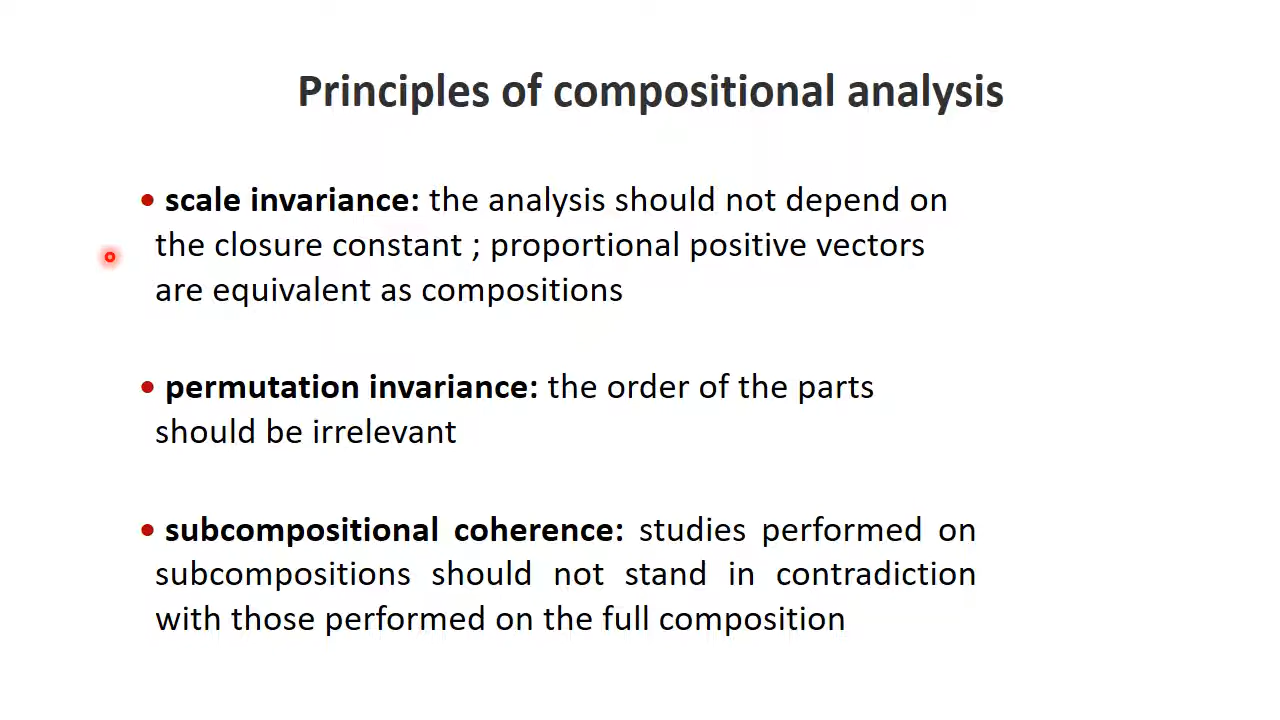 Principles of compositional analysis
• scale invariance: the analysis should not depend on
the closure constant ; proportional positive vectors
are equivalent as compositions
• permutation invariance: the order of the parts
should be irrelevant
• subcompositional coherence: studies performed on
subcompositions should not stand in contradiction
with those performed on the full composition